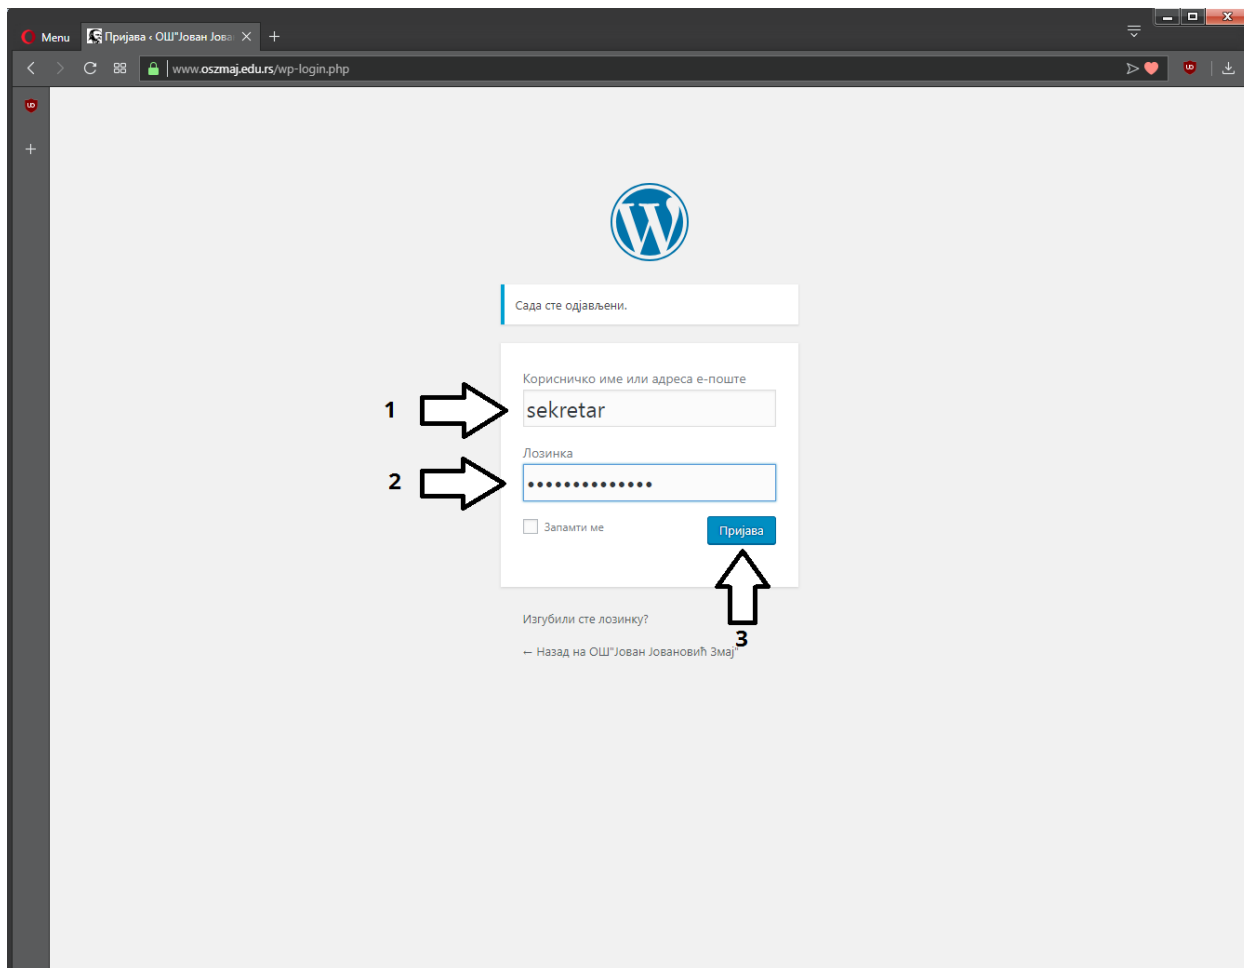 Menu
Пријава ‹ ОШ"Јован Јова
www.oszmaj.edu.rs/wp-login.php
Сада сте одјављени.
Корисничко име или адреса е-поште
1
sekretar
Лозинка
2
••••••••••••••
Запамти ме
Пријава
Изгубили сте лозинку?
3
← Назад на ОШ"Јован Јовановић Змај"